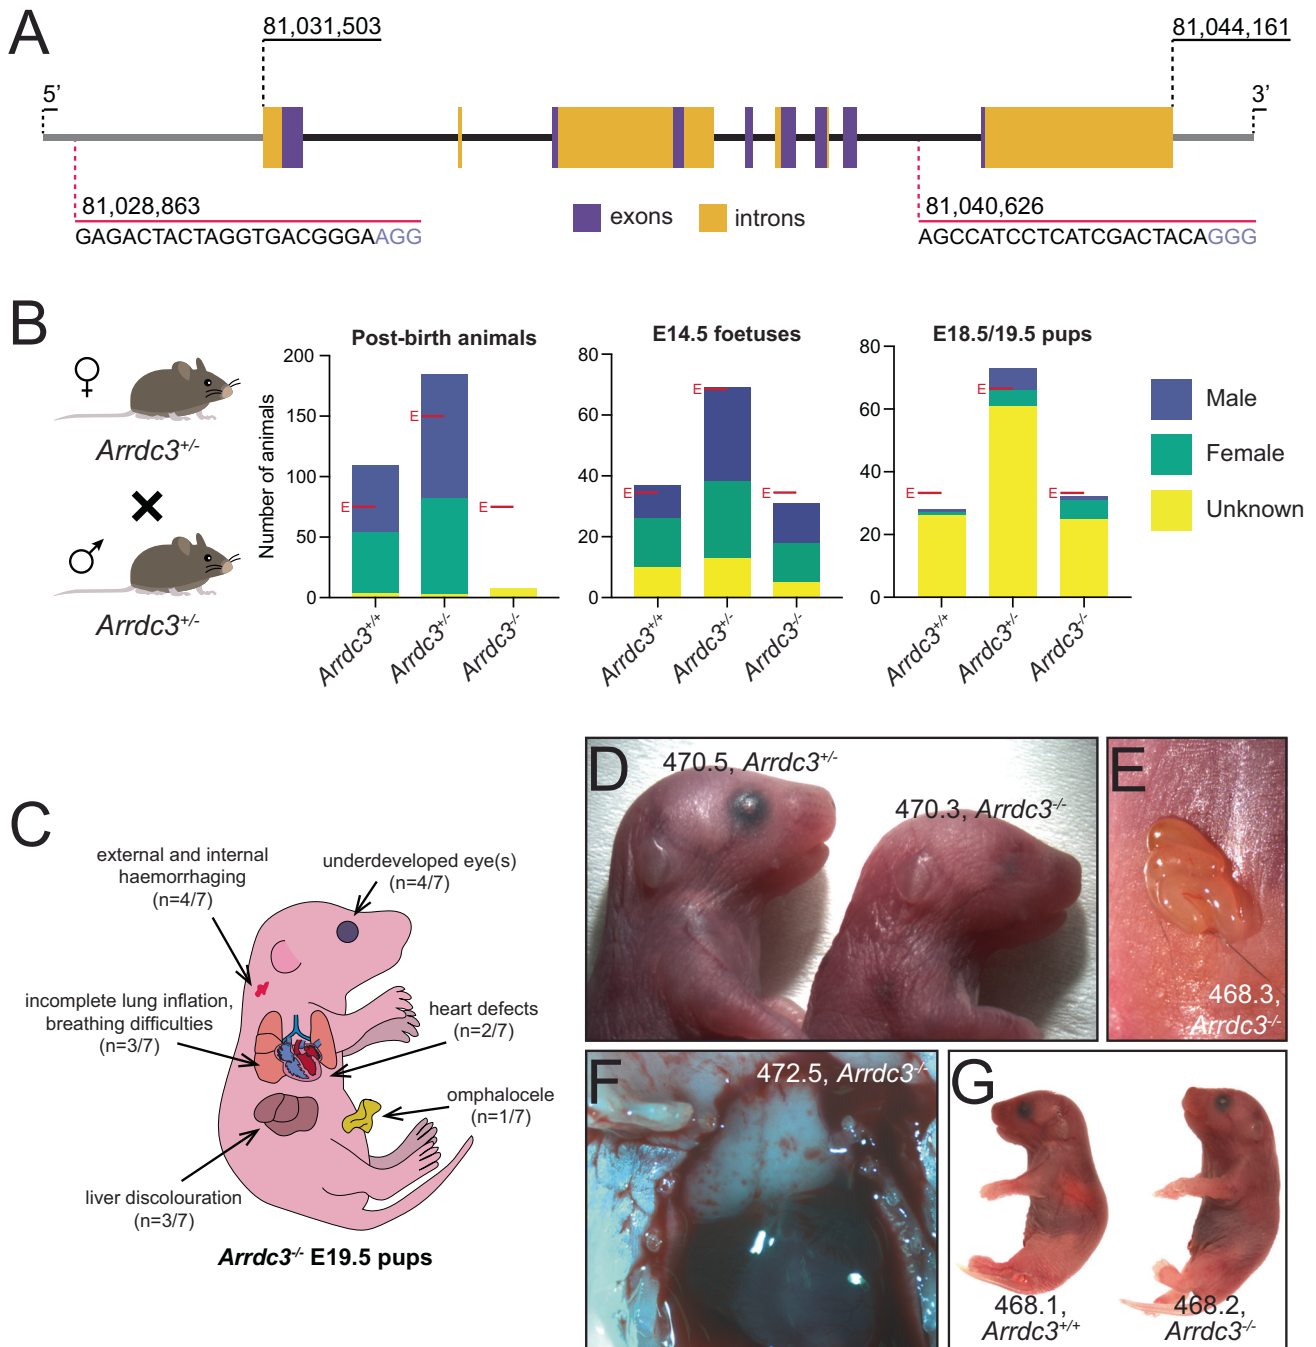 A
81,031,503
81,044,161
5’
3’
81,028,863
GAGACTACTAGGTGACGGGAAGG
81,040,626
AGCCATCCTCATCGACTACAGGG
exons
introns
B
Arrdc3+/-
Arrdc3+/-
Post-birth animals
Number of animals
200
150
100
50
0
E
E
E
Arrdc3+/+
Arrdc3+/-
Arrdc3-/-
E14.5 foetuses
80
60
40
20
0
E
E
E
Arrdc3+/+
Arrdc3+/-
Arrdc3-/-
E18.5/19.5 pups
80
60
40
20
0
E
E
E
Arrdc3+/+
Arrdc3+/-
Arrdc3-/-
Male
Female
Unknown
C
external and internal
haemorrhaging
(n=4/7)
underdeveloped eye(s)
(n=4/7)
incomplete lung inflation,
breathing difficulties
(n=3/7)
heart defects
(n=2/7)
omphalocele
(n=1/7)
liver discolouration
(n=3/7)
Arrdc3-/- E19.5 pups
D
470.5, Arrdc3+/-
470.3, Arrdc3-/-
E
468.3,
Arrdc3-/-
F
472.5, Arrdc3-/-
G
468.1,
Arrdc3+/+
468.2,
Arrdc3-/-